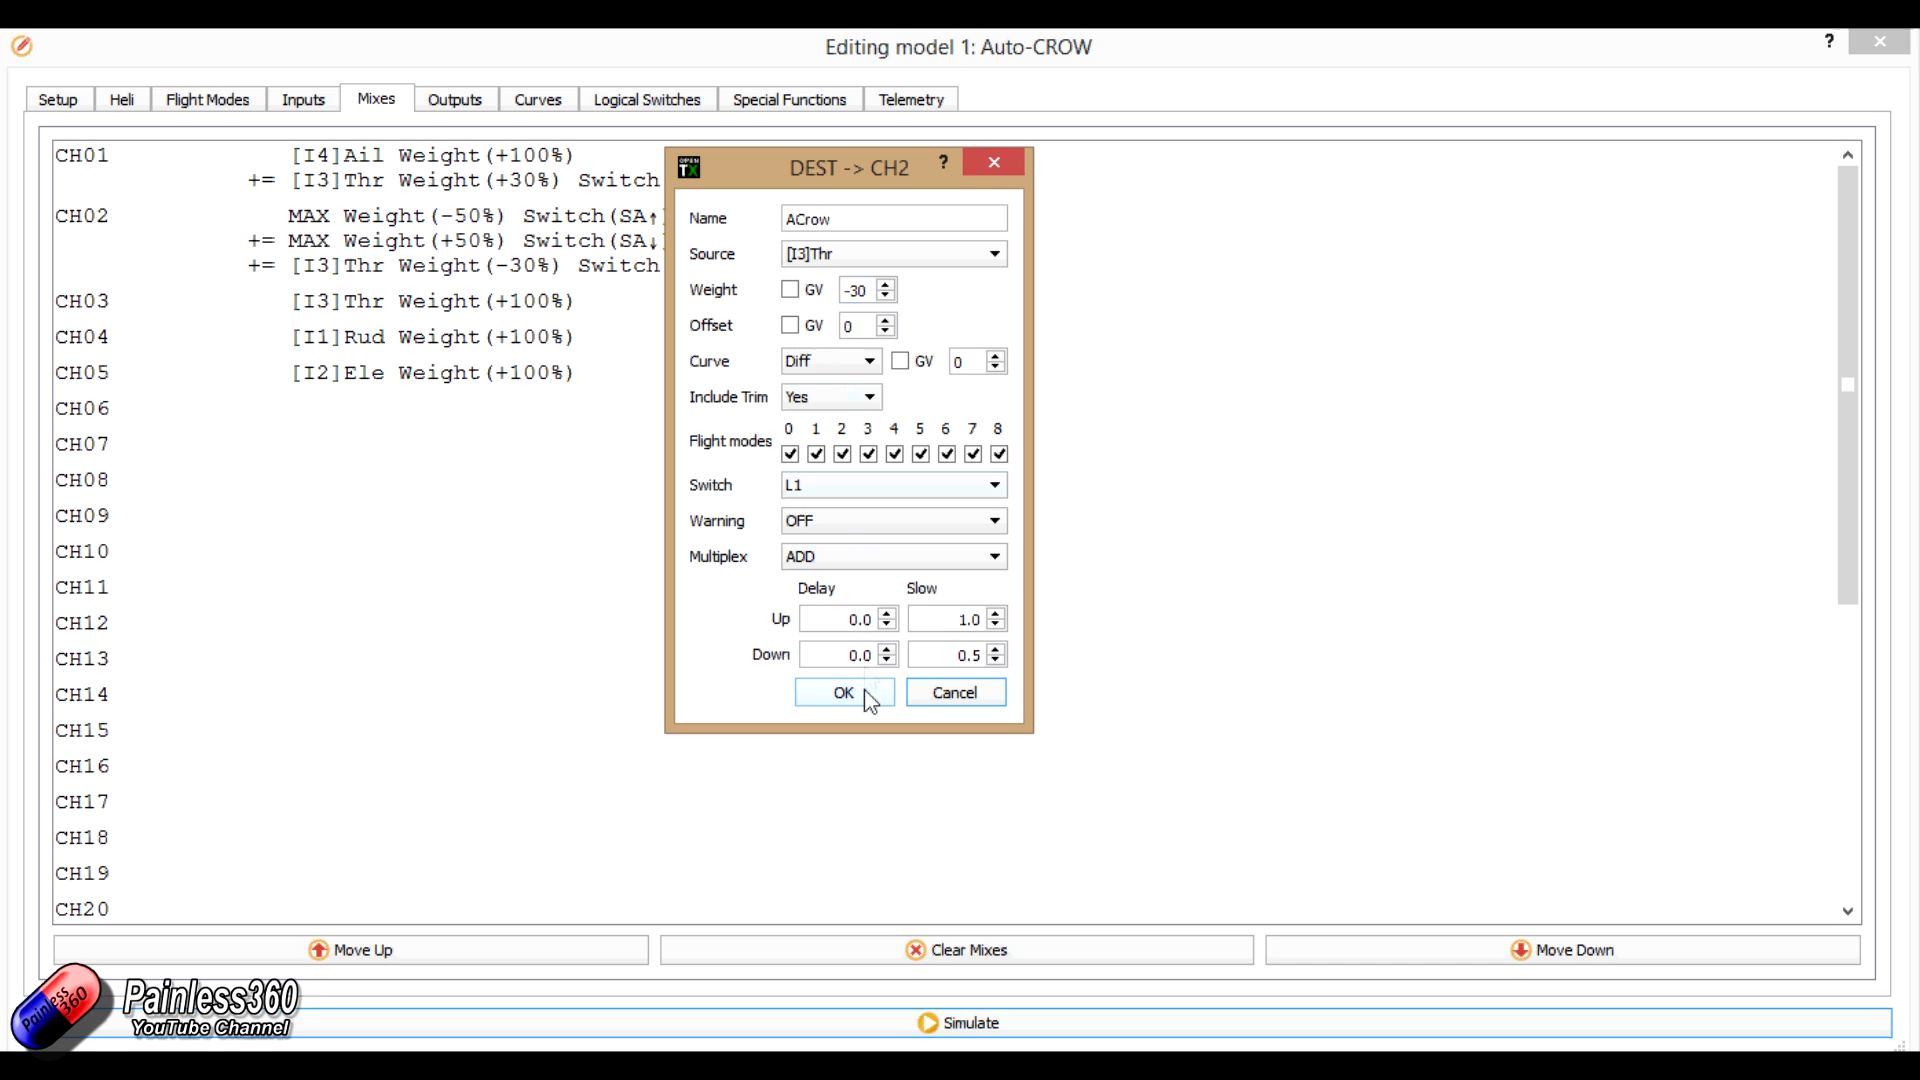 Editing model 1: Auto-CROW
?
Setup Heli Flight Modes Inputs Mixes Outputs Curves Logical Switches Special Functions Telemetry
CH01 [I4]Ail Weight(+100%)
+= [I3]Thr Weight(+30%) Switch
CH02 MAX Weight(-50%) Switch(SA↑
+= MAX Weight(+50%) Switch(SA↓
+= [I3]Thr Weight(-30%) Switch
CH03 [I3]Thr Weight(+100%)
CH04 [I1]Rud Weight(+100%)
CH05 [I2]Ele Weight(+100%)
CH06
CH07
CH08
CH09
CH10
CH11
CH12
CH13
CH14
CH15
CH16
CH17
CH18
CH19
CH20
OPEN TX
DEST -> CH2 ?
Name ACrow
Source [I3]Thr
Weight GV -30
Offset GV 0
Curve Diff GV 0
Include Trim Yes
0 1 2 3 4 5 6 7 8
Flight modes
Switch L1
Warning OFF
Multiplex ADD
Delay Slow
Up 0.0 1.0
Down 0.0 0.5
OK Cancel
Move Up Clear Mixes Move Down
Simulate
Painless 360
Painless360
YouTube Channel